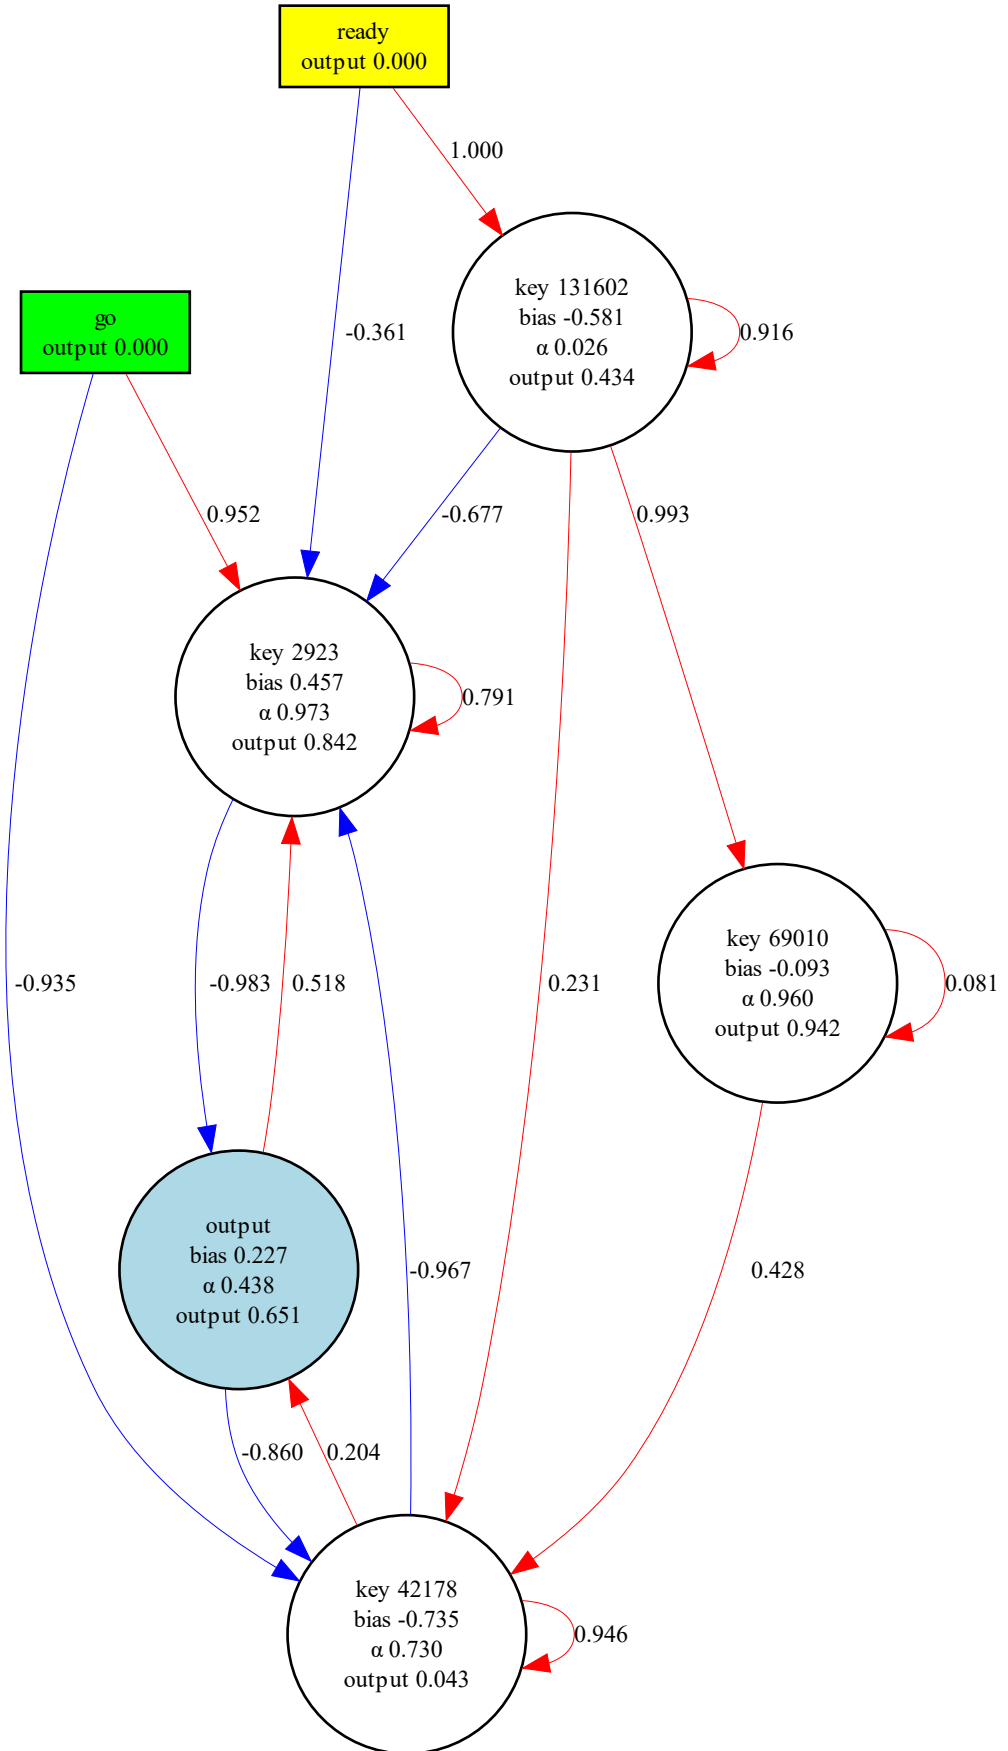 ready
output 0.000
1.000
key 131602
bias -0.581
α 0.026
output 0.434
0.916
go
output 0.000
-0.361
0.952
-0.677
0.993
key 2923
bias 0.457
α 0.973
output 0.842
0.791
key 69010
bias -0.093
α 0.960
output 0.942
0.081
-0.935
-0.983
0.518
0.231
output
bias 0.227
α 0.438
output 0.651
-0.967
0.428
-0.860
0.204
key 42178
bias -0.735
α 0.730
output 0.043
0.946